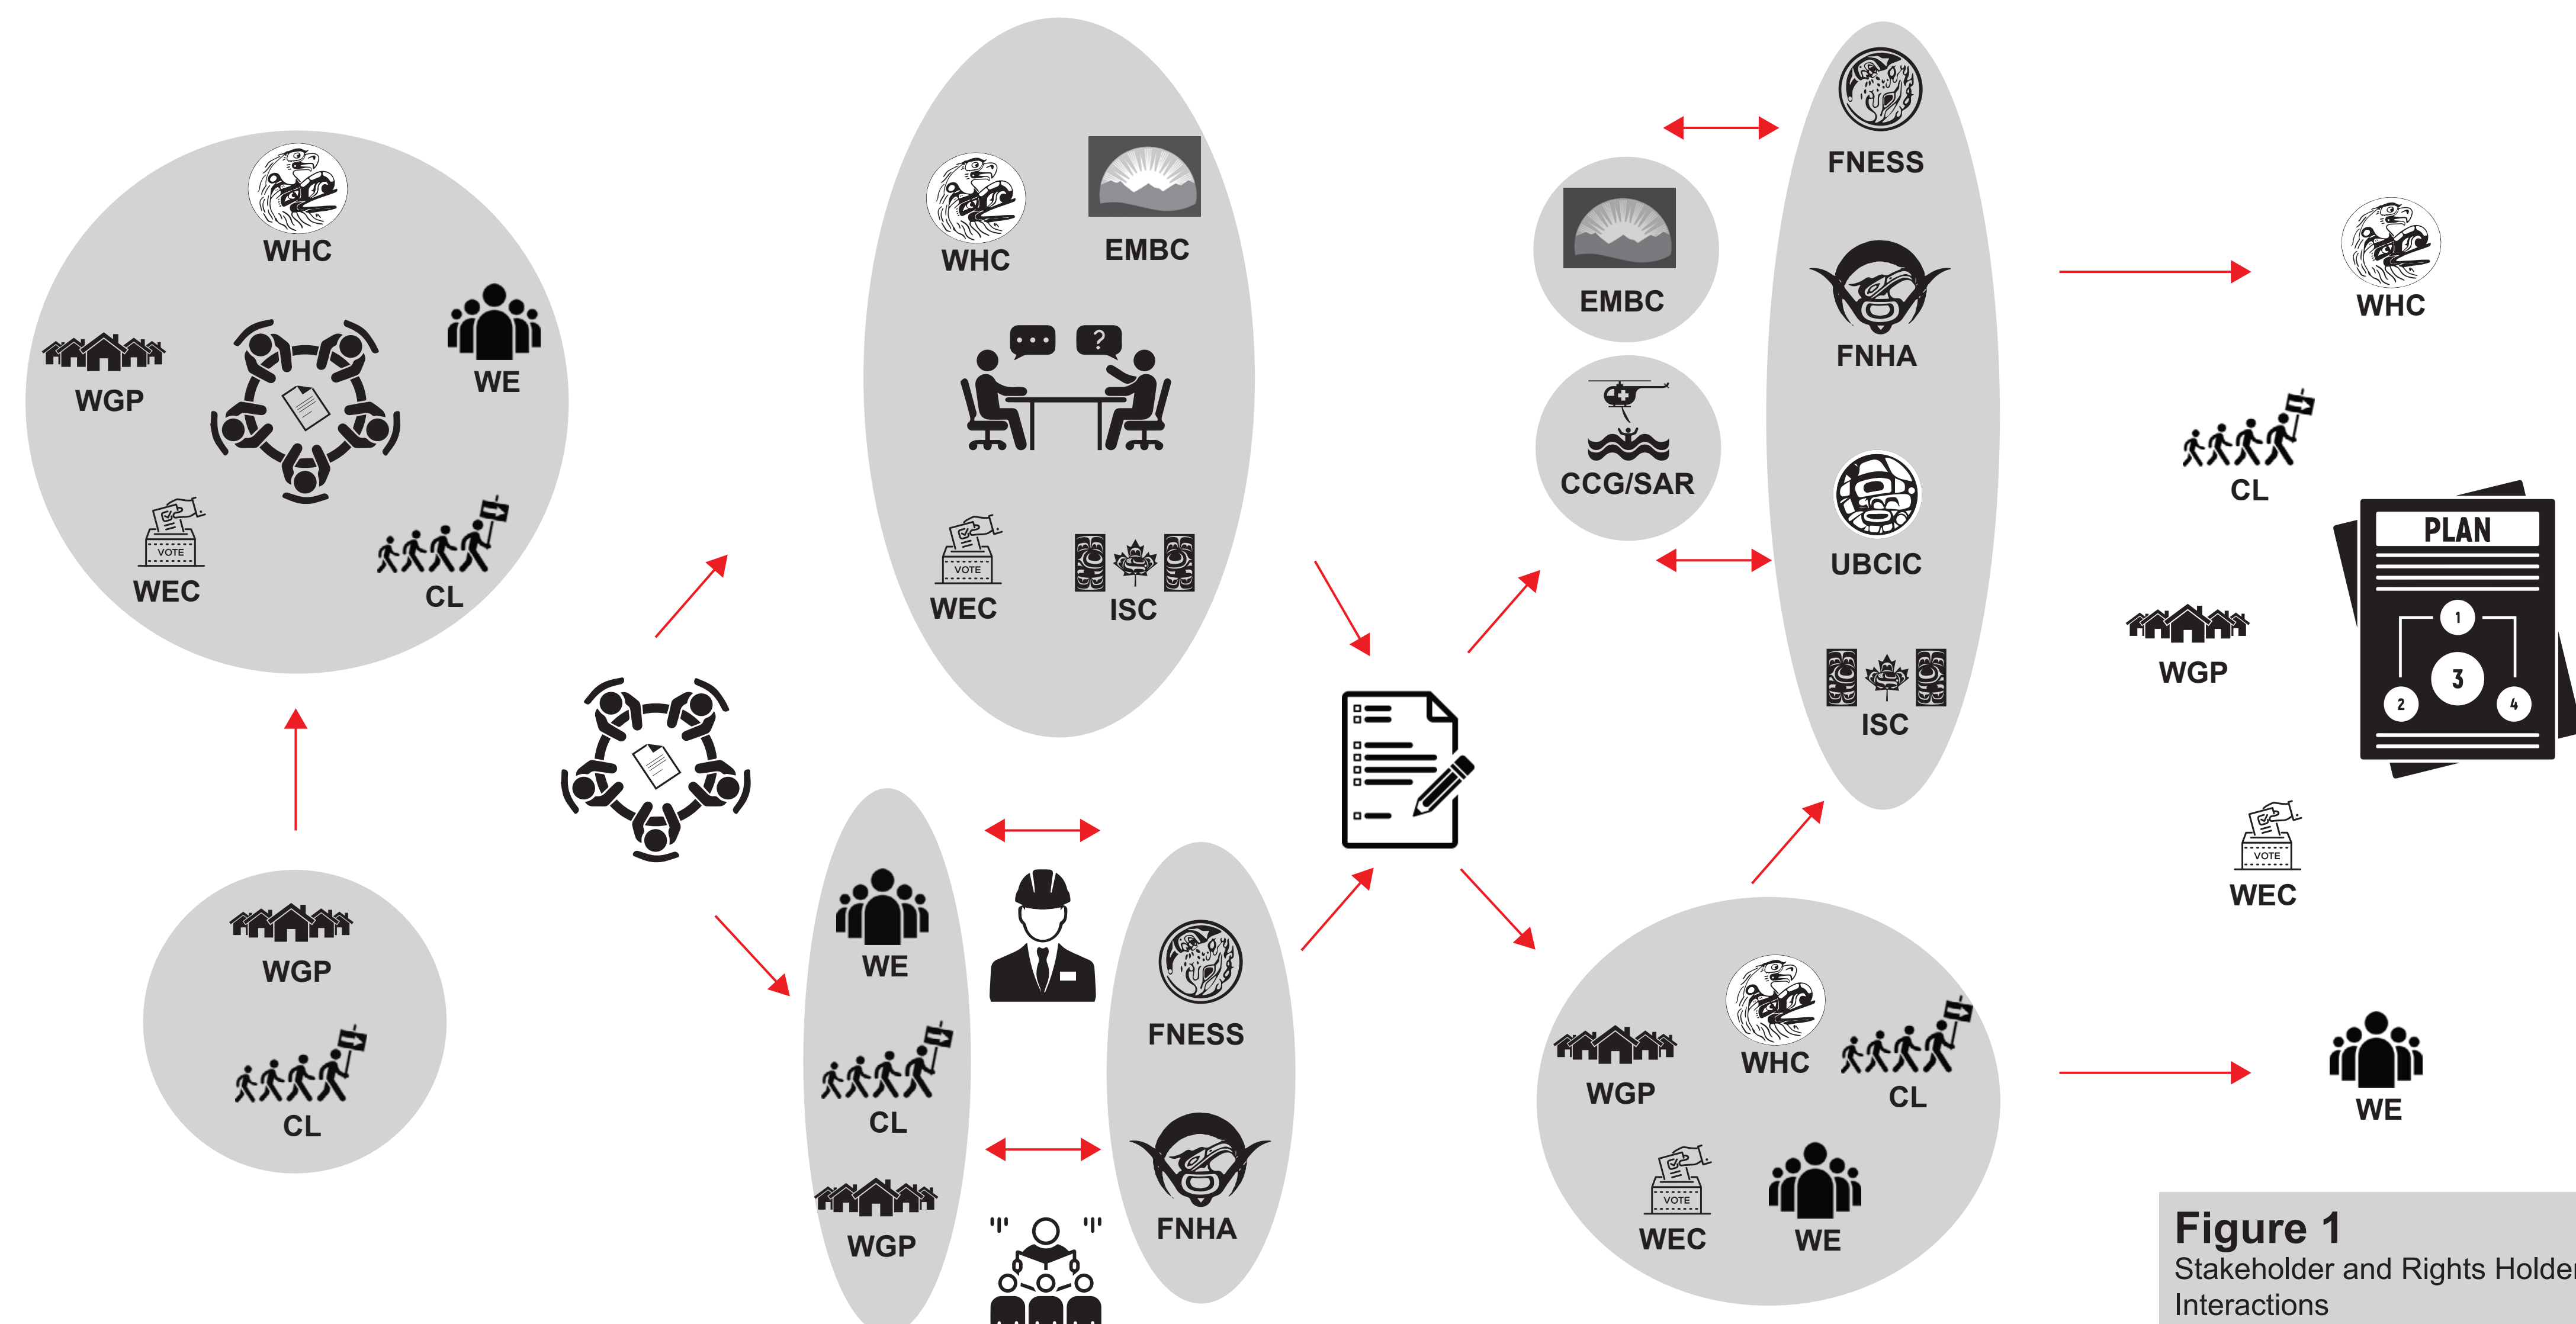 WHC
WE
WGP
VOTE
WEC
CL
WGP
CL
WHC
EMBC
?
VOTE
WEC
ISC
WE
CL
WGP
FNESS
FNHA
FNESS
EMBC
FNHA
CCG/SAR
UBCIC
ISC
WHC
WGP
CL
VOTE
WEC
WE
WHC
CL
PLAN
1
3
2
4
WGP
VOTE
WEC
WE
Figure 1
Stakeholder and Rights Holder
Interactions